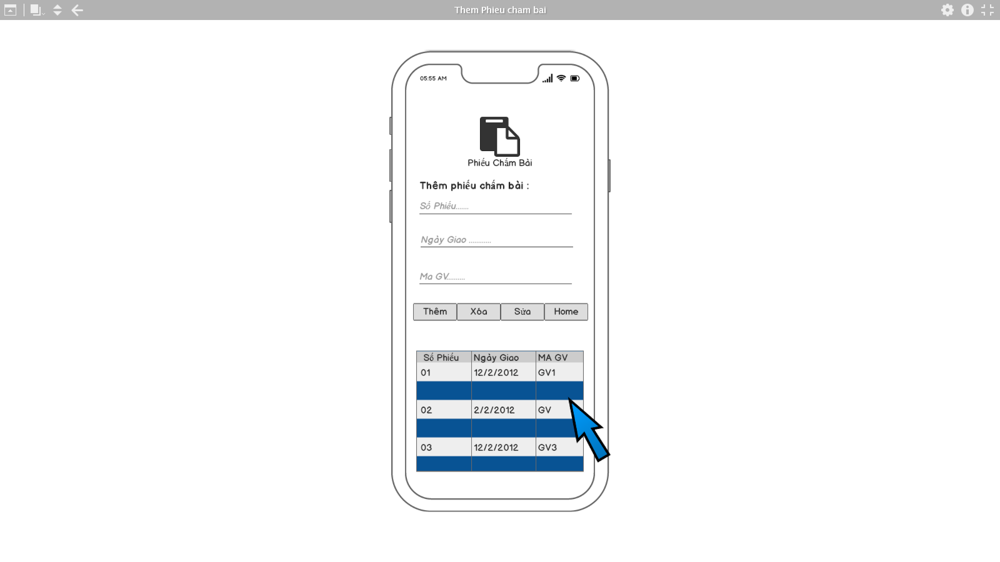 Them Phieu cham bai
05:55 AM
Phiếu Chấm Bài
Thêm phiếu chấm bài :
Số Phiếu.......
Ngày Giao ............
Ma GV..........
Thêm Xóa Sửa Home
Số Phiếu Ngày Giao MA GV
01 12/2/2012 GV1
02 2/2/2012 GV
03 12/2/2012 GV3